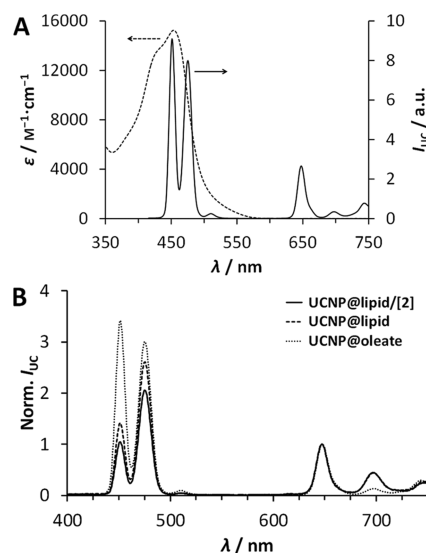 A
16000
12000
8000
4000
0
ε / M⁻¹·cm⁻¹
10
8
6
4
2
0
I_UC / a.u.
350
450
550
650
750
λ / nm
B
4
3
2
1
0
Norm. I_UC
UCNP@lipid/[2]
UCNP@lipid
UCNP@oleate
400
500
600
700
λ / nm